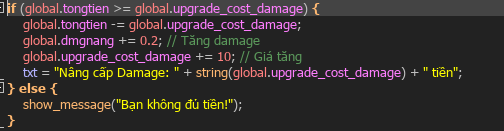 if (global.tongtien >= global.upgrade_cost_damage) {
global.tongtien -= global.upgrade_cost_damage;
global.dmgnang += 0.2; // Tăng damage
global.upgrade_cost_damage += 10; // Giá tăng
txt = "Nâng cấp Damage: " + string(global.upgrade_cost_damage) + " tiền";
} else {
show_message("Bạn không đủ tiền!");
}